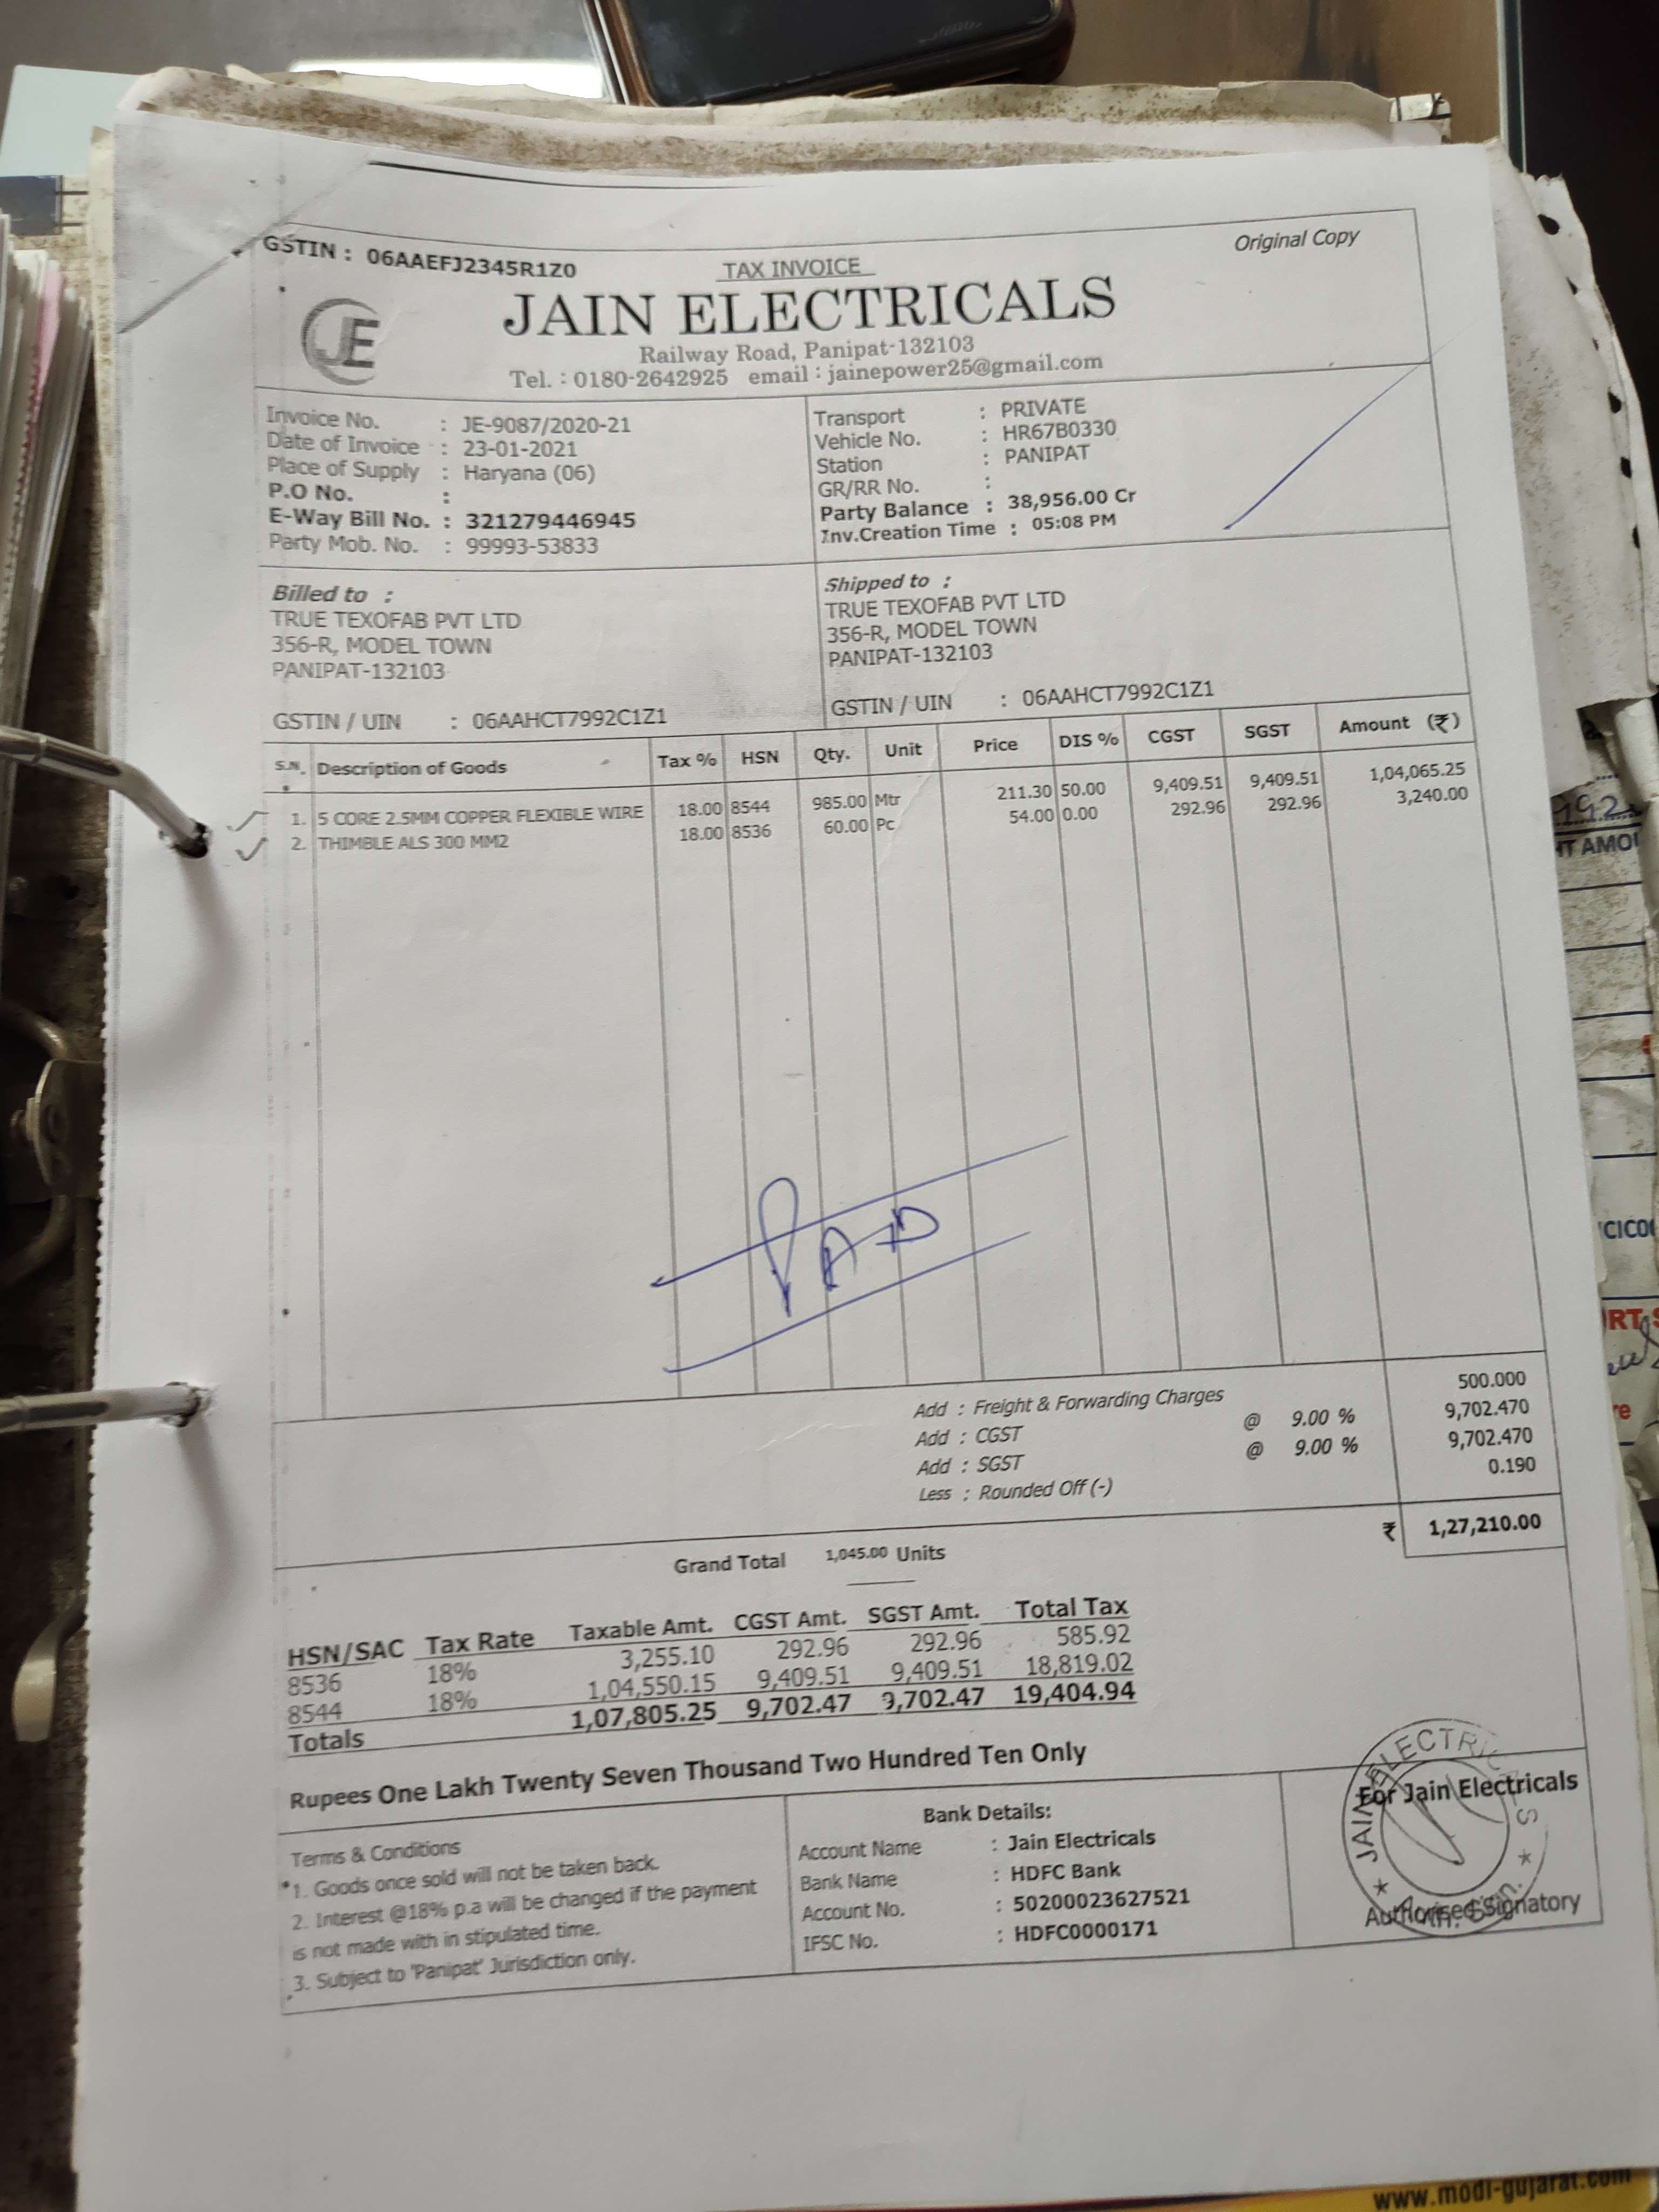 GSTIN : 06AAEFJ2345R1Z0
Original Copy
TAX INVOICE
JE
JAIN ELECTRICALS
Railway Road, Panipat-132103
Tel. : 0180-2642925 email : jainepower25@gmail.com
Invoice No. : JE-9087/2020-21
Date of Invoice : 23-01-2021
Place of Supply : Haryana (06)
P.O No. :
E-Way Bill No. : 321279446945
Party Mob. No. : 99993-53833
Transport : PRIVATE
Vehicle No. : HR67B0330
Station : PANIPAT
GR/RR No. :
Party Balance : 38,956.00 Cr
Inv.Creation Time : 05:08 PM
Billed to :
TRUE TEXOFAB PVT LTD
356-R, MODEL TOWN
PANIPAT-132103
GSTIN / UIN : 06AAHCT7992C1Z1
Shipped to :
TRUE TEXOFAB PVT LTD
356-R, MODEL TOWN
PANIPAT-132103
GSTIN / UIN : 06AAHCT7992C1Z1
S.N. Description of Goods Tax % HSN Qty. Unit Price DIS % CGST SGST Amount (₹)
1. 5 CORE 2.5MM COPPER FLEXIBLE WIRE 18.00 8544 985.00 Mtr 211.30 50.00 9,409.51 9,409.51 1,04,065.25
2. THIMBLE ALS 300 MM2 18.00 8536 60.00 Pc 54.00 0.00 292.96 292.96 3,240.00
PAID
Add : Freight & Forwarding Charges 500.000
Add : CGST @ 9.00 % 9,702.470
Add : SGST @ 9.00 % 9,702.470
Less : Rounded Off (-) 0.190
Grand Total 1,045.00 Units ₹ 1,27,210.00
HSN/SAC Tax Rate Taxable Amt. CGST Amt. SGST Amt. Total Tax
8536 18% 3,255.10 292.96 292.96 585.92
8544 18% 1,04,550.15 9,409.51 9,409.51 18,819.02
Totals 1,07,805.25 9,702.47 9,702.47 19,404.94
Rupees One Lakh Twenty Seven Thousand Two Hundred Ten Only
Terms & Conditions
1. Goods once sold will not be taken back.
2. Interest @18% p.a will be changed if the payment
is not made with in stipulated time.
3. Subject to 'Panipat' Jurisdiction only.
Bank Details:
Account Name : Jain Electricals
Bank Name : HDFC Bank
Account No. : 50200023627521
IFSC No. : HDFC0000171
For Jain Electricals
Authorised Signatory
www.modi-gujarat.com